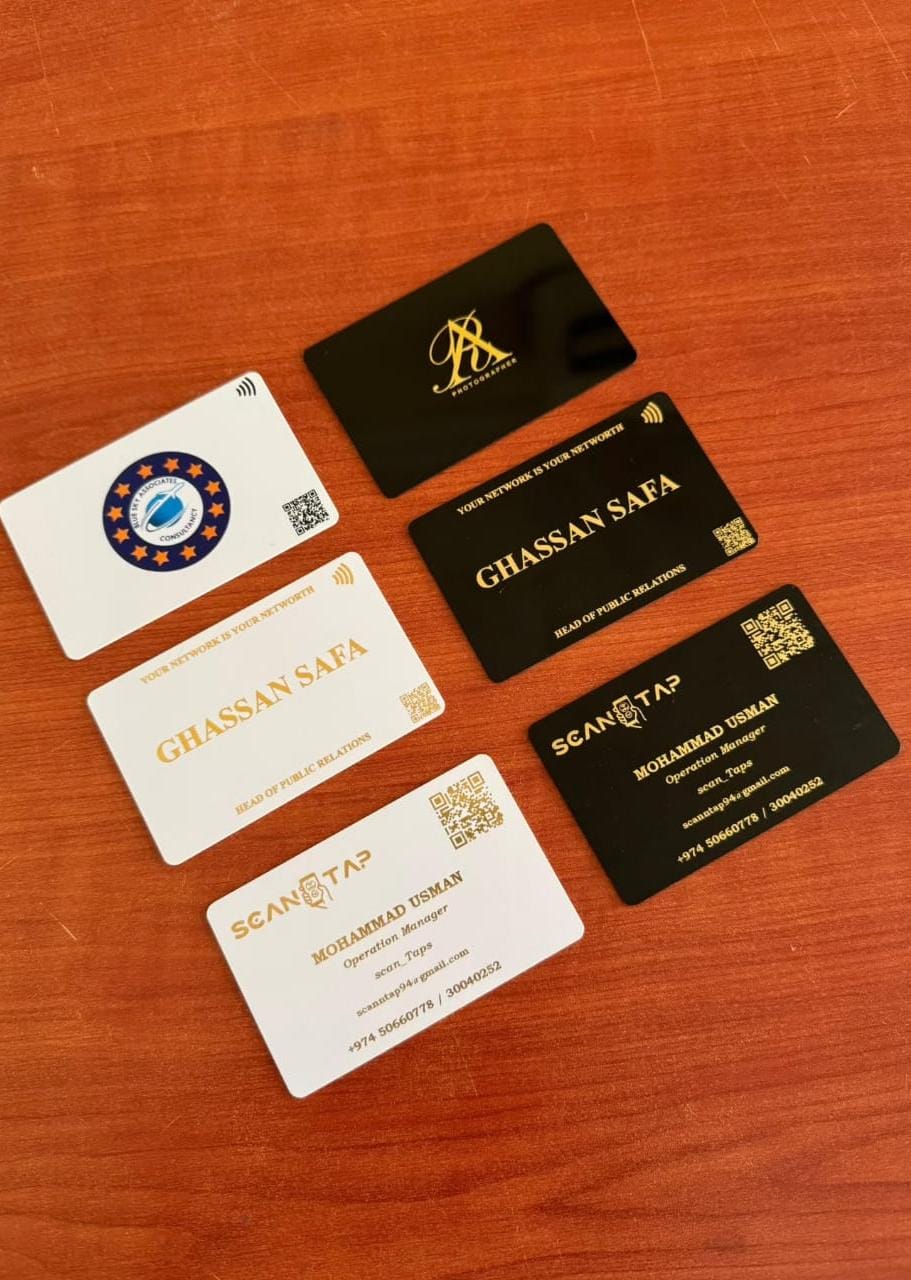 RA
PHOTOGRAPHER
BLUE SKY ASSOCIATES
CONSULTANCY
YOUR NETWORK IS YOUR NETWORTH
GHASSAN SAFA
HEAD OF PUBLIC RELATIONS
YOUR NETWORK IS YOUR NETWORTH
GHASSAN SAFA
HEAD OF PUBLIC RELATIONS
SCAN TAP
MOHAMMAD USMAN
Operation Manager
scan_Taps
scanntap94@gmail.com
+974 50660778 / 30040252
SCAN TAP
MOHAMMAD USMAN
Operation Manager
scan_Taps
scanntap94@gmail.com
+974 50660778 / 30040252